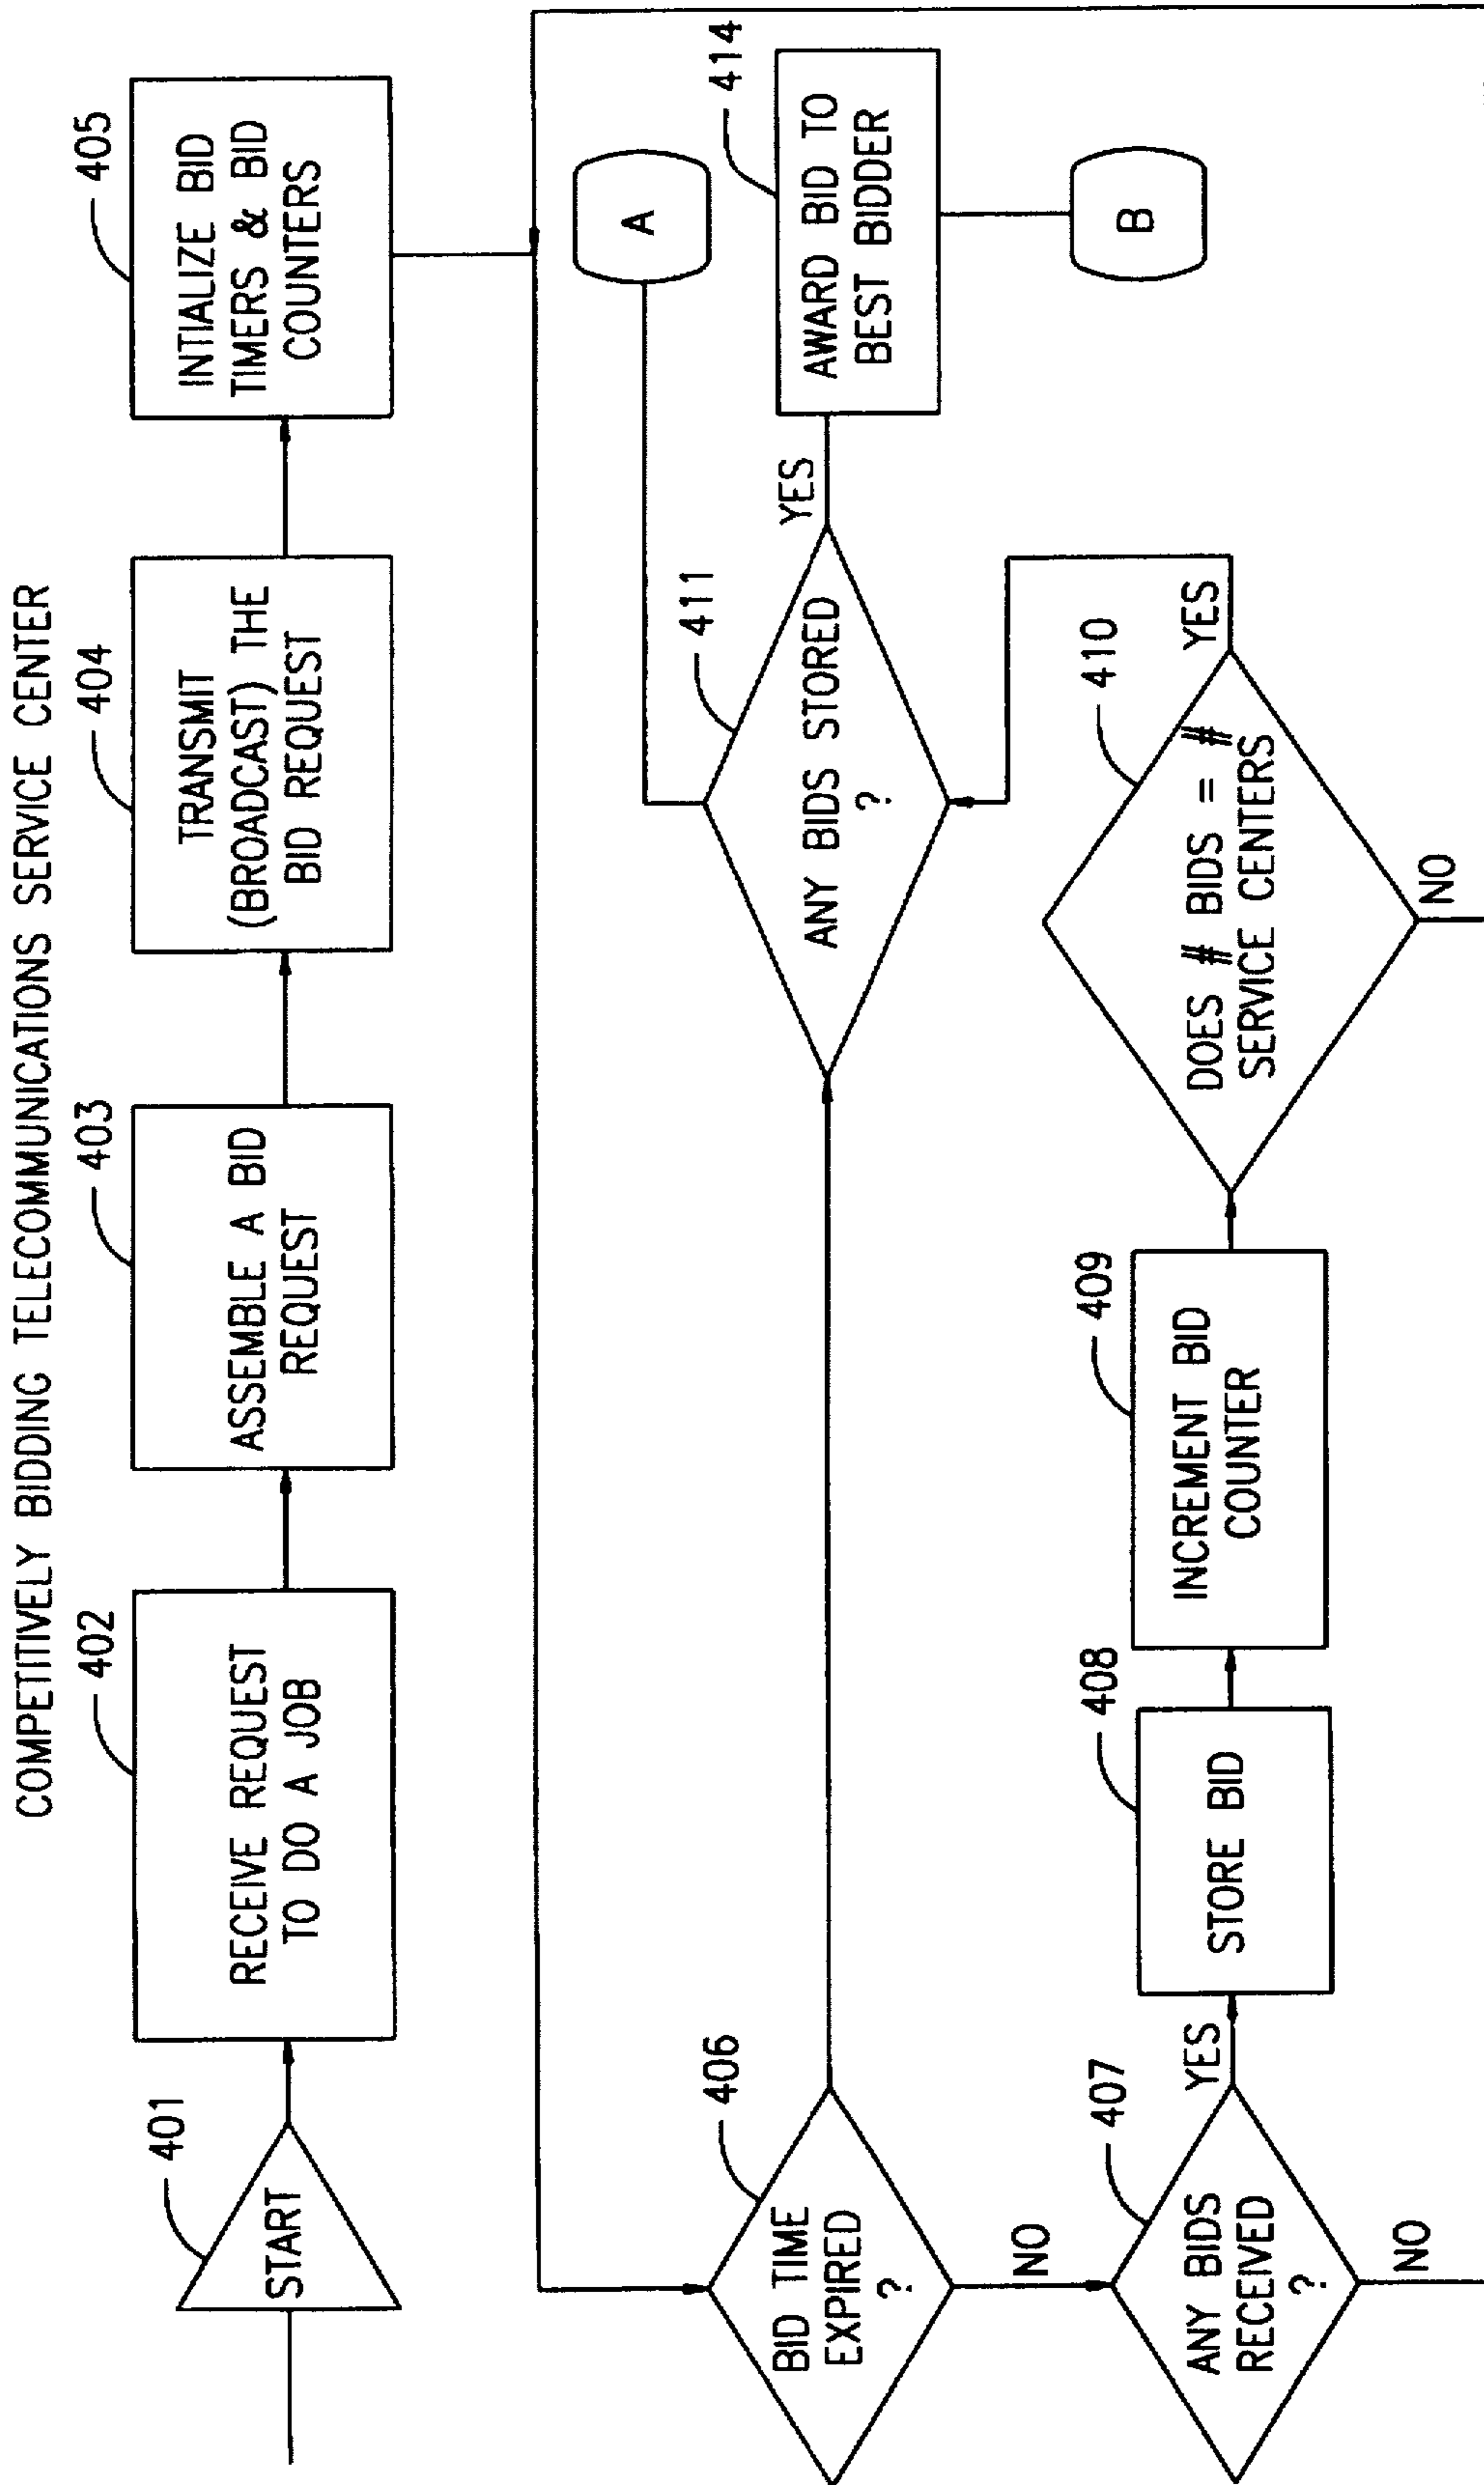 COMPETITIVELY BIDDING TELECOMMUNICATIONS SERVICE CENTER
401
START
402
RECEIVE REQUEST
TO DO A JOB
403
ASSEMBLE A BID
REQUEST
404
TRANSMIT
(BROADCAST) THE
BID REQUEST
405
INTIALIZE BID
TIMERS & BID
COUNTERS
406
BID TIME
EXPIRED
?
NO
411
ANY BIDS STORED
?
YES
A
414
AWARD BID TO
BEST BIDDER
B
407
ANY BIDS
RECEIVED
?
YES
NO
408
STORE BID
409
INCREMENT BID
COUNTER
410
DOES # BIDS = #
SERVICE CENTERS
YES
NO